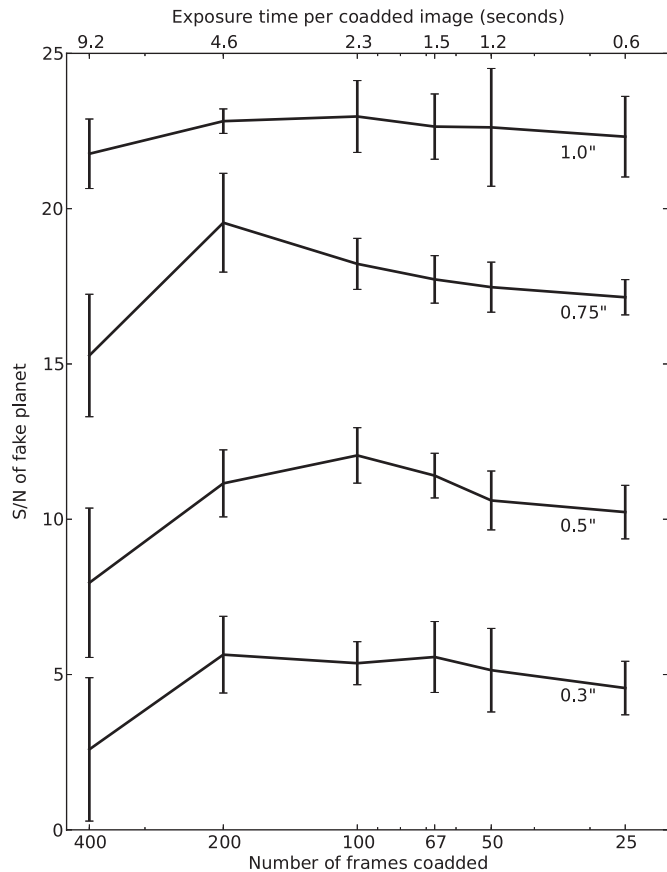 Exposure time per coadded image (seconds)
9.2 4.6 2.3 1.5 1.2 0.6
25
20
15
10
5
0
S/N of fake planet
1.0"
0.75"
0.5"
0.3"
400 200 100 67 50 25
Number of frames coadded